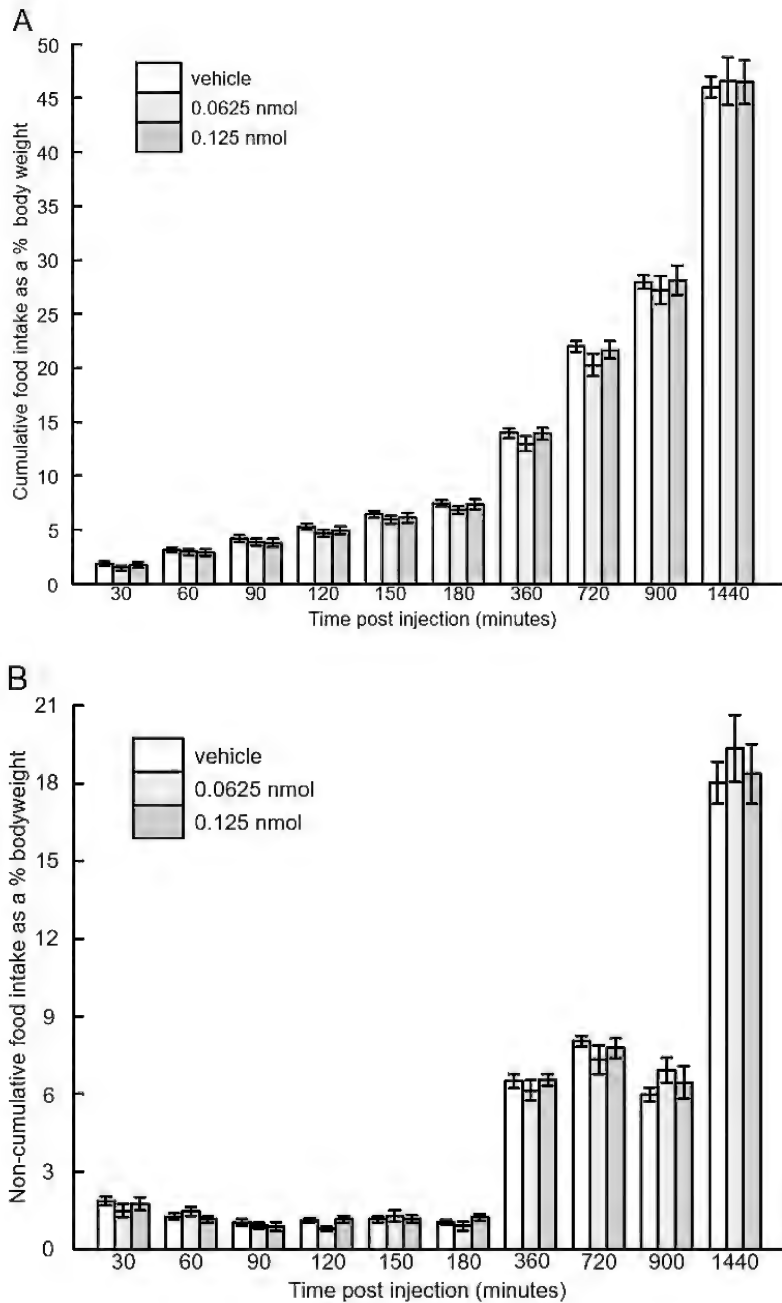 A
50
45
40
35
30
25
20
15
10
5
0
Cumulative food intake as a % body weight
vehicle
0.0625 nmol
0.125 nmol
30 60 90 120 150 180 360 720 900 1440
Time post injection (minutes)
B
21
18
15
12
9
6
3
0
Non-cumulative food intake as a % bodyweight
vehicle
0.0625 nmol
0.125 nmol
30 60 90 120 150 180 360 720 900 1440
Time post injection (minutes)